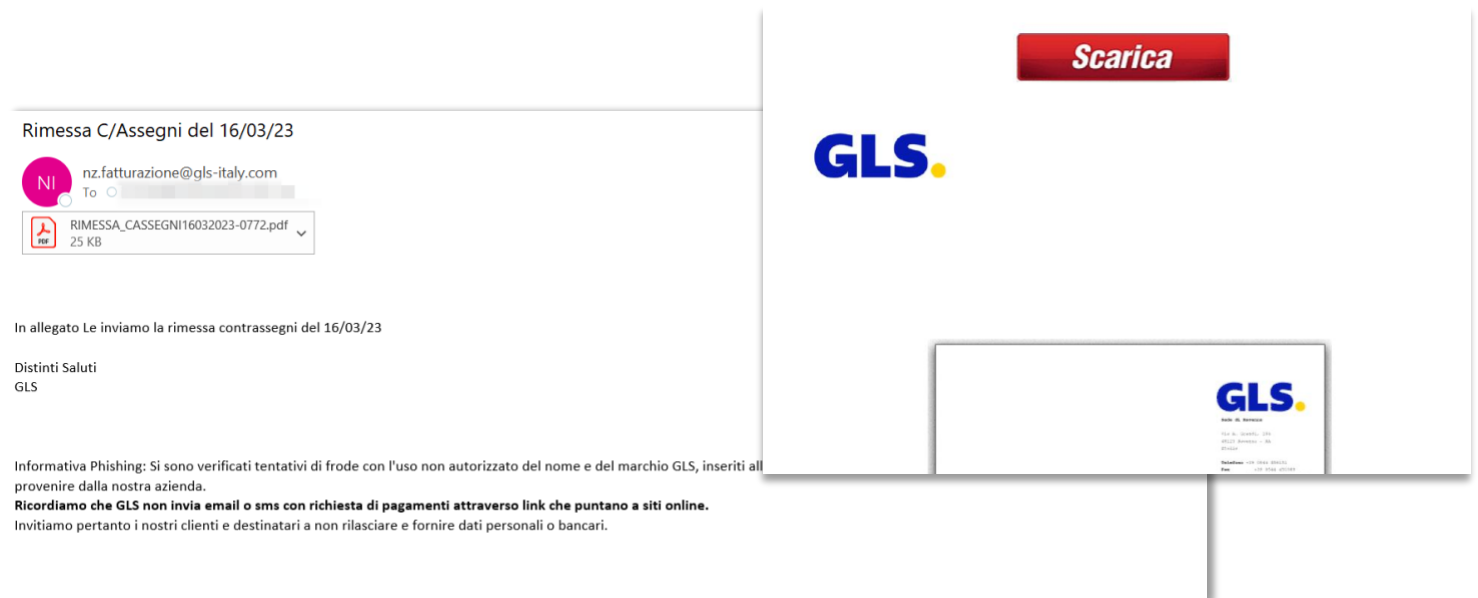 Rimessa C/Assegni del 16/03/23
NI
nz.fatturazione@gls-italy.com
To
PDF
RIMESSA_CASSEGNI16032023-0772.pdf
25 KB
In allegato Le inviamo la rimessa contrassegni del 16/03/23
Distinti Saluti
GLS
Informativa Phishing: Si sono verificati tentativi di frode con l'uso non autorizzato del nome e del marchio GLS, inseriti all
provenire dalla nostra azienda.
Ricordiamo che GLS non invia email o sms con richiesta di pagamenti attraverso link che puntano a siti online.
Invitiamo pertanto i nostri clienti e destinatari a non rilasciare e fornire dati personali o bancari.
Scarica
GLS.
GLS.